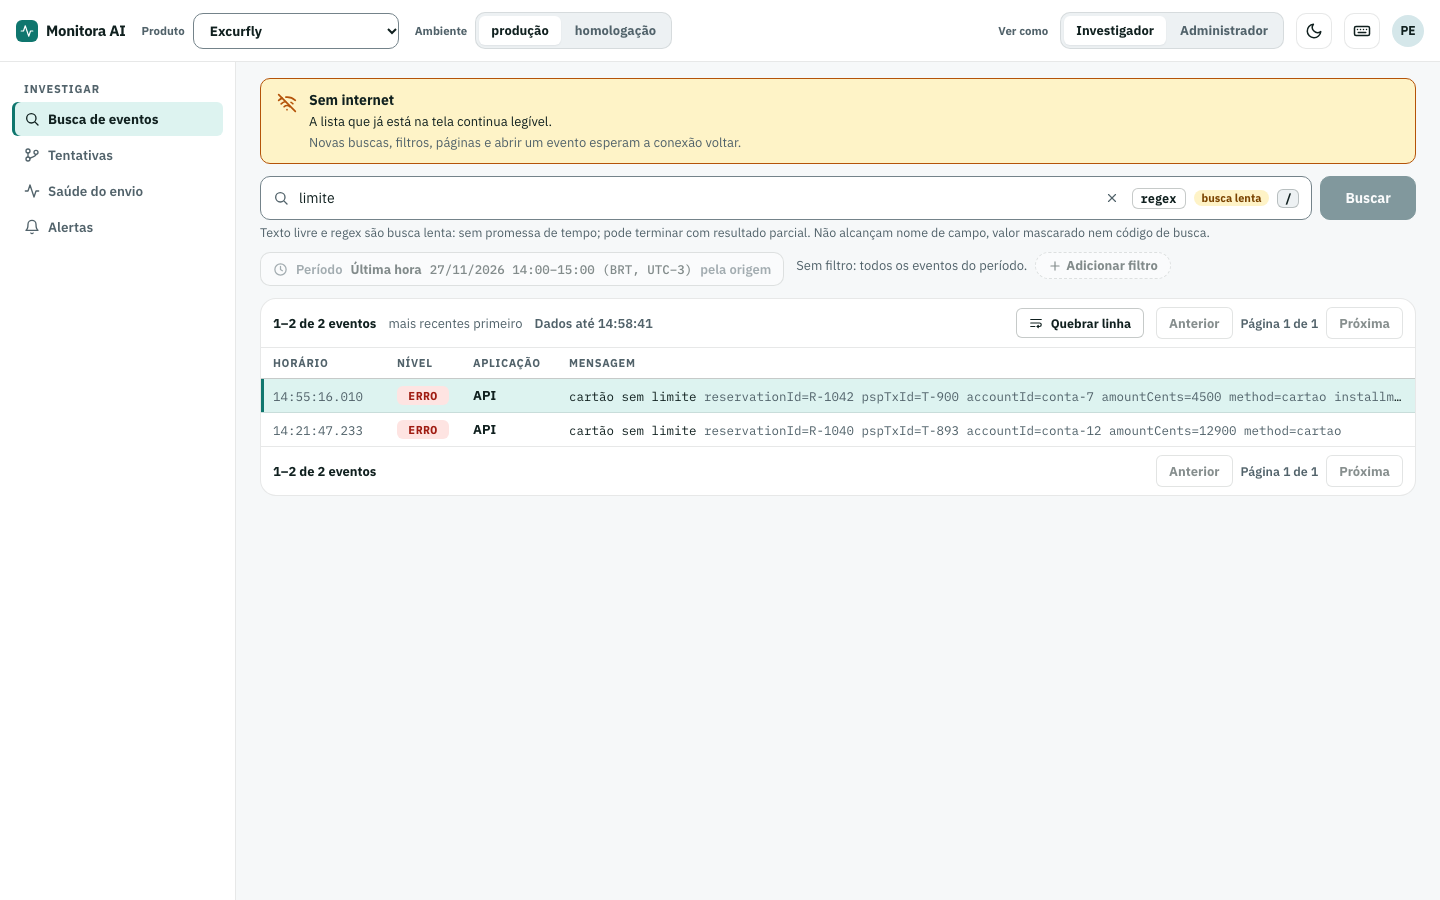 Monitora AI Produto Excurfly Ambiente produção homologação Ver como Investigador Administrador PE
INVESTIGAR
Busca de eventos
Tentativas
Saúde do envio
Alertas
Sem internet
A lista que já está na tela continua legível.
Novas buscas, filtros, páginas e abrir um evento esperam a conexão voltar.
limite regex busca lenta / Buscar
Texto livre e regex são busca lenta: sem promessa de tempo; pode terminar com resultado parcial. Não alcançam nome de campo, valor mascarado nem código de busca.
Período Última hora 27/11/2026 14:00–15:00 (BRT, UTC−3) pela origem Sem filtro: todos os eventos do período. + Adicionar filtro
1–2 de 2 eventos mais recentes primeiro Dados até 14:58:41 Quebrar linha Anterior Página 1 de 1 Próxima
HORÁRIO NÍVEL APLICAÇÃO MENSAGEM
14:55:16.010 ERRO API cartão sem limite reservationId=R-1042 pspTxId=T-900 accountId=conta-7 amountCents=4500 method=cartao installm…
14:21:47.233 ERRO API cartão sem limite reservationId=R-1040 pspTxId=T-893 accountId=conta-12 amountCents=12900 method=cartao
1–2 de 2 eventos Anterior Página 1 de 1 Próxima